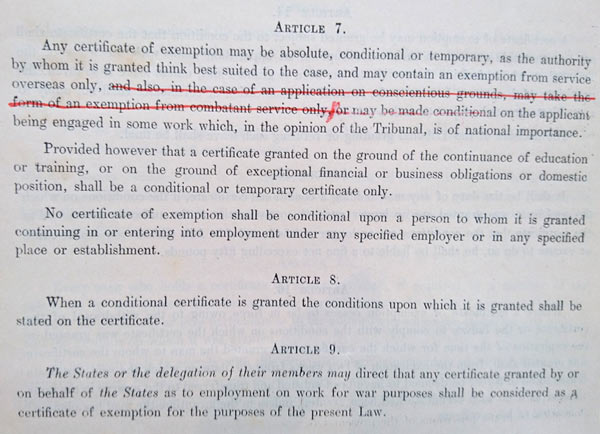 ARTICLE 7.
Any certificate of exemption may be absolute, conditional or temporary, as the authority
by whom it is granted think best suited to the case, and may contain an exemption from service
overseas only, and also, in the case of an application on conscientious grounds, may take the
form of an exemption from combatant service only, or may be made conditional on the applicant
being engaged in some work which, in the opinion of the Tribunal, is of national importance.
Provided however that a certificate granted on the ground of the continuance of education
or training, or on the ground of exceptional financial or business obligations or domestic
position, shall be a conditional or temporary certificate only.
No certificate of exemption shall be conditional upon a person to whom it is granted
continuing in or entering into employment under any specified employer or in any specified
place or establishment.
ARTICLE 8.
When a conditional certificate is granted the conditions upon which it is granted shall be
stated on the certificate.
ARTICLE 9.
The States or the delegation of their members may direct that any certificate granted by or
on behalf of the States as to employment on work for war purposes shall be considered as a
certificate of exemption for the purposes of the present Law.